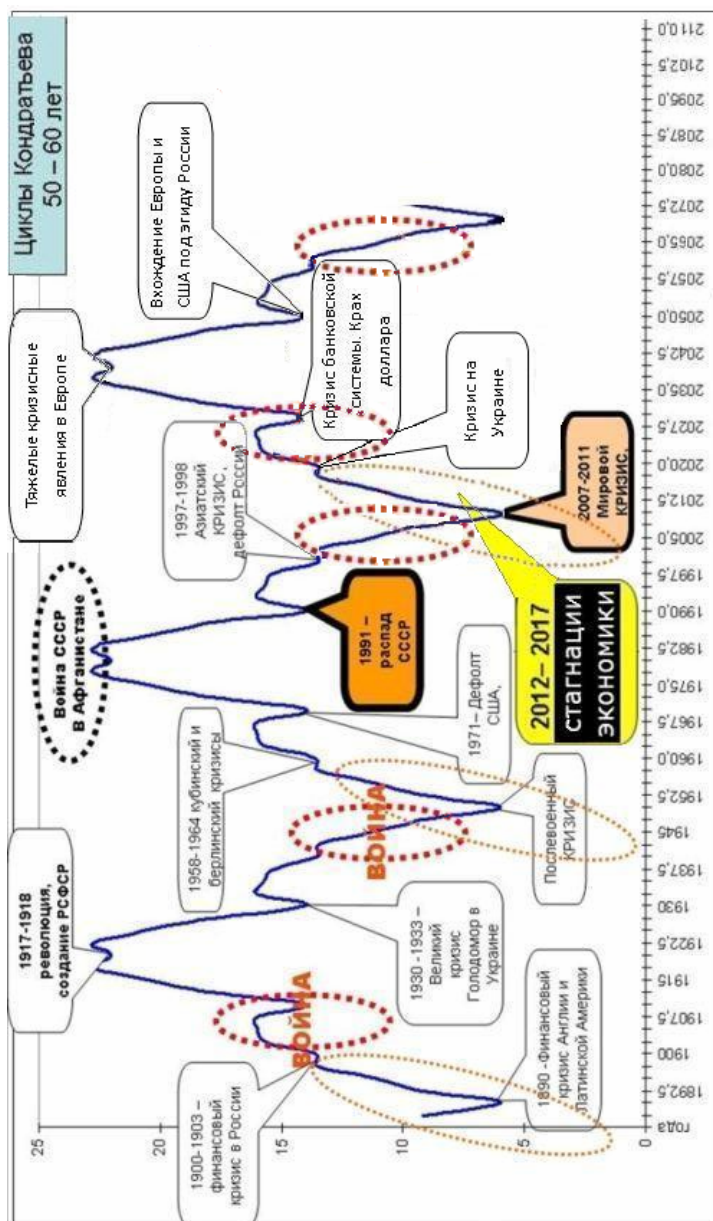 Циклы Кондратьева
50 – 60 лет
1917-1918
революция,
создание РСФСР
Война СССР
В Афганистане
Тяжелые кризисные
явления в Европе
1900-1903 –
финансовый
кризис в России
1958-1964 кубинский и
берлинский кризисы
1997-1998
Азиатский
КРИЗИС,
дефолт России
Вхождение Европы и
США под эгиду России
ВОЙНА
ВОЙНА
1930 -1933 –
Великий
кризис
Голодомор в
Украине
1991 –
распад
СССР
Кризис банковской
системы. Крах
доллара
1890 -Финансовый
кризис Англии и
Латинской Америки
Послевоенный
КРИЗИС
1971– Дефолт
США,
2012– 2017
стагнации
экономики
2007-2011
Мировой
КРИЗИС,
Кризис на
Украине
25
20
15
10
5
0
года
1892,5
1900
1907,5
1915
1922,5
1930
1937,5
1945
1952,5
1960,0
1967,5
1975,0
1982,5
1990,0
1997,5
2005,0
2012,5
2020,0
2027,5
2035,0
2042,5
2050,0
2057,5
2065,0
2072,5
2080,0
2087,5
2095,0
2102,5
2110,0